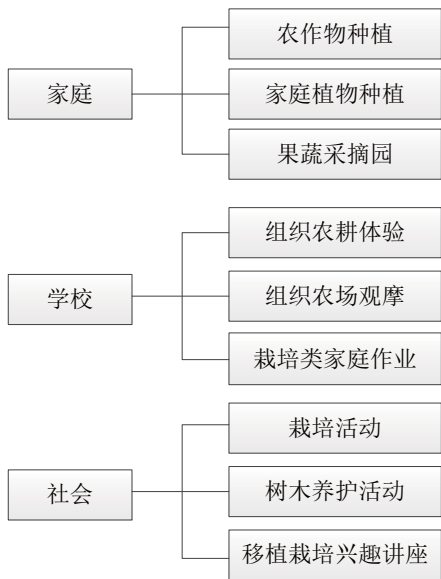 家庭
农作物种植
家庭植物种植
果蔬采摘园
学校
组织农耕体验
组织农场观摩
栽培类家庭作业
社会
栽培活动
树木养护活动
移植栽培兴趣讲座